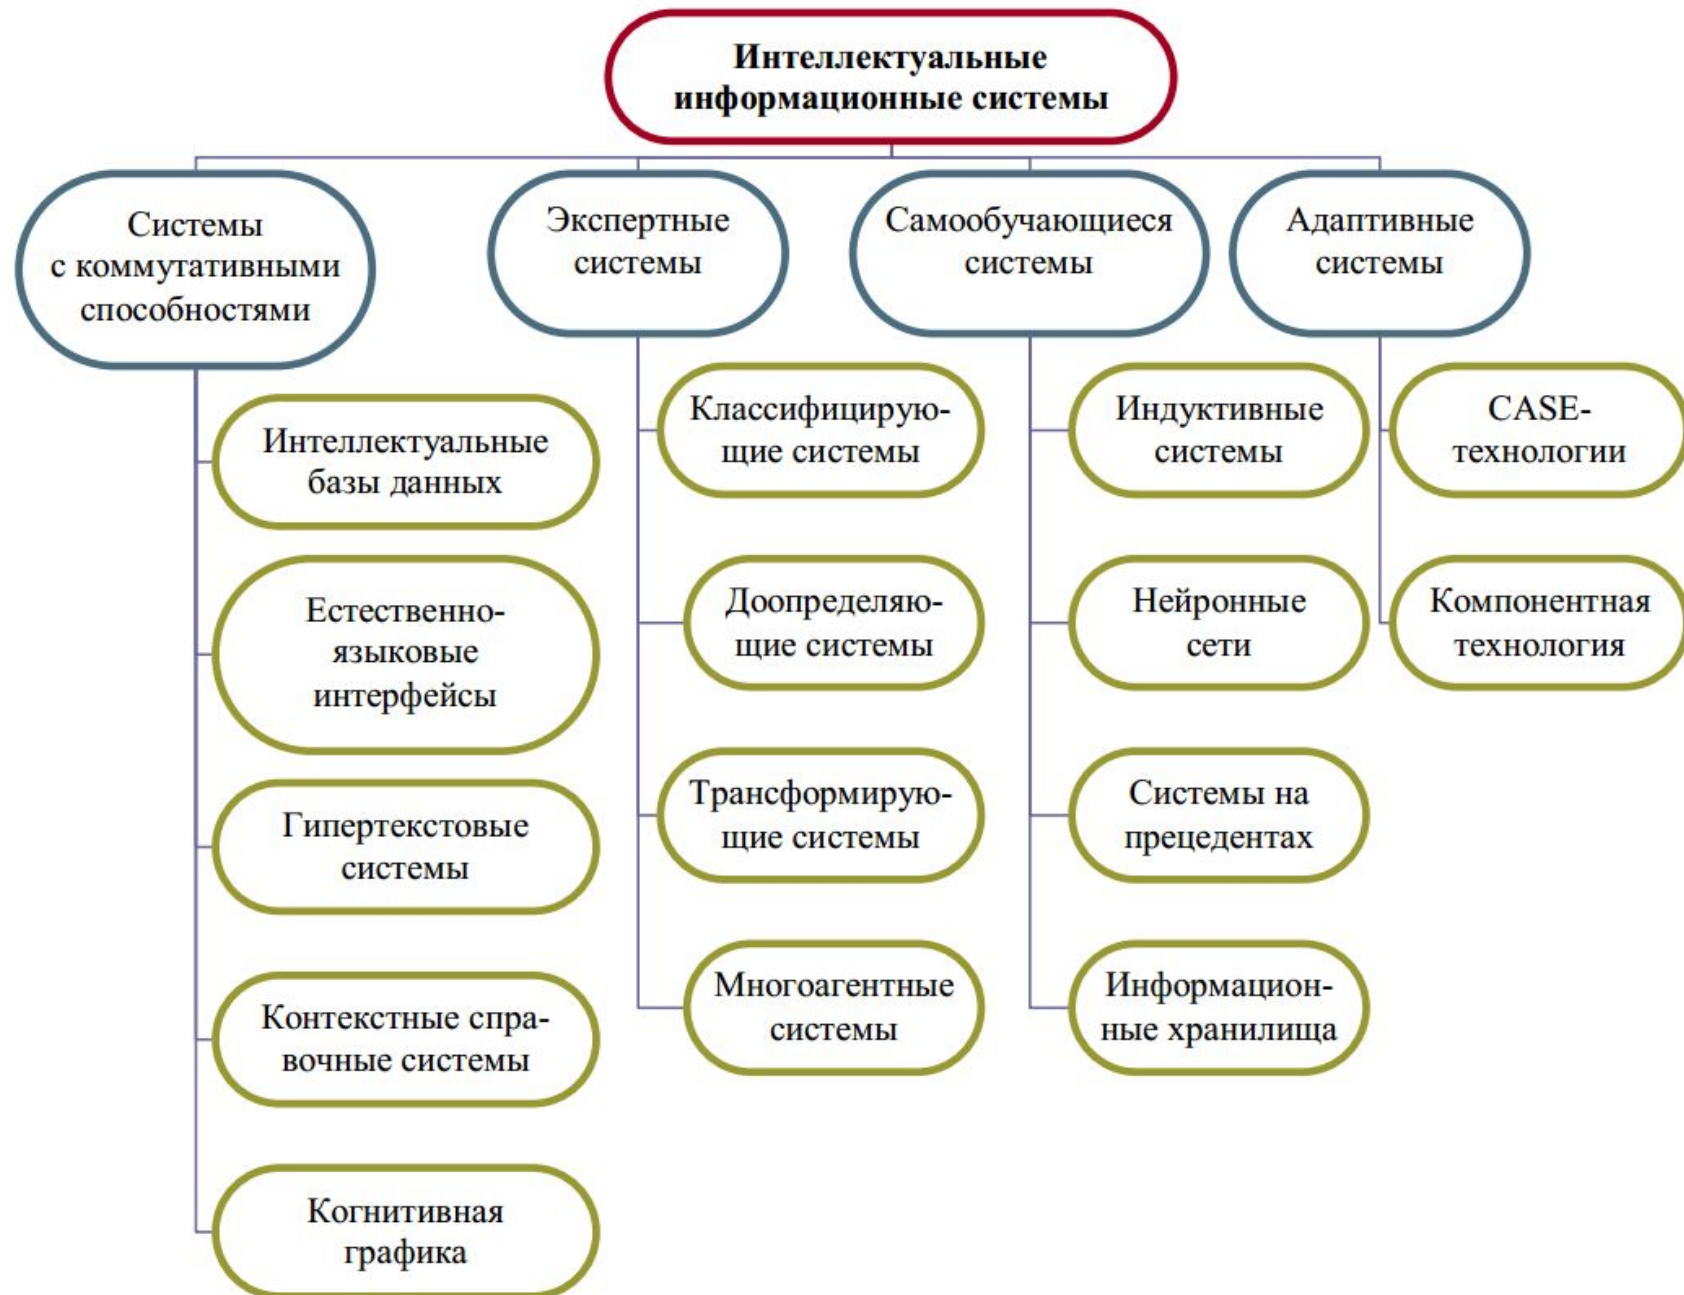 Интеллектуальные
информационные системы
Системы
с коммутативными
способностями
Экспертные
системы
Самообучающиеся
системы
Адаптивные
системы
Интеллектуальные
базы данных
Естественно-
языковые
интерфейсы
Гипертекстовые
системы
Контекстные спра-
вочные системы
Когнитивная
графика
Классифицирую-
щие системы
Доопределяю-
щие системы
Трансформирую-
щие системы
Многоагентные
системы
Индуктивные
системы
Нейронные
сети
Системы на
прецедентах
Информацион-
ные хранилища
CASE-
технологии
Компонентная
технология